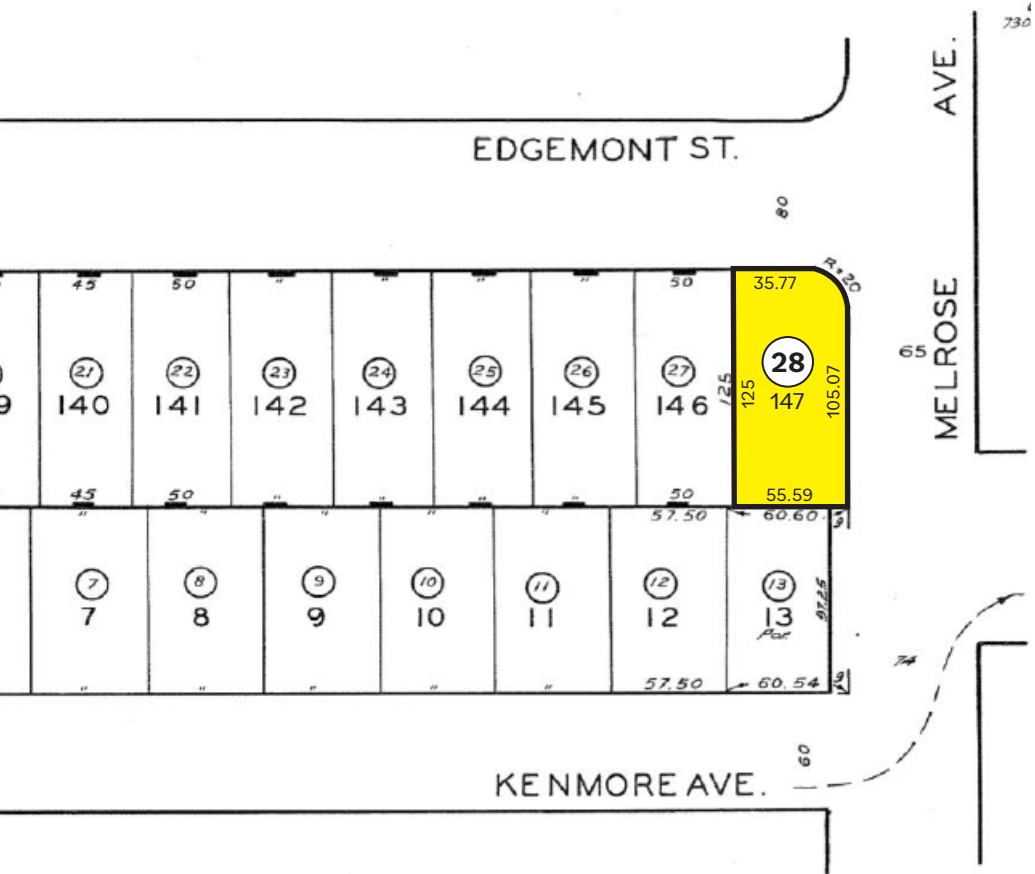 730
AVE.
EDGEMONT ST.
80
R=20
45 50 " " " " 50 35.77
MELROSE
65
21 22 23 24 25 26 27 28
9 140 141 142 143 144 145 146 147
125 125 105.07
45 50 " " " " 50 55.59
" " " " " 57.50 60.60
7 8 9 10 11 12 13
7 8 9 10 11 12 13
Por.
97.25
74
" " " " " 57.50 60.54
60
KENMORE AVE.